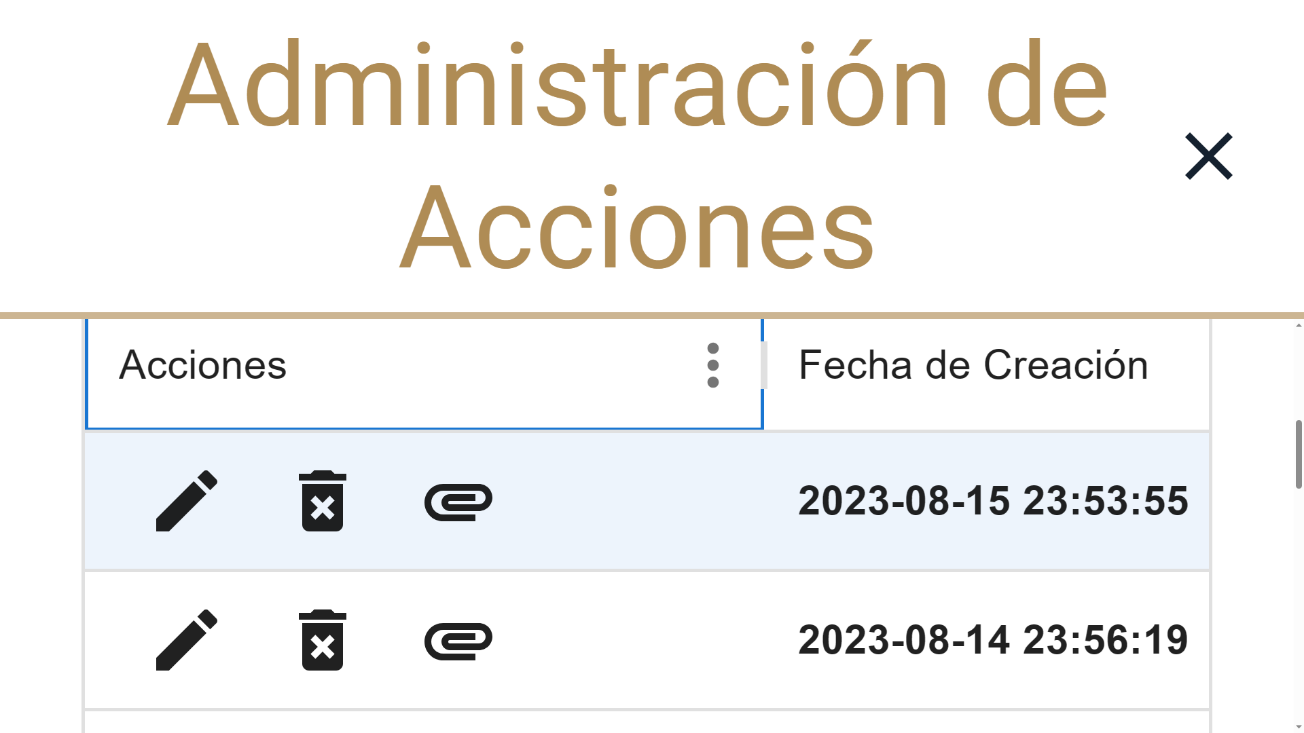 Administración de
Acciones
Acciones
Fecha de Creación
2023-08-15 23:53:55
2023-08-14 23:56:19